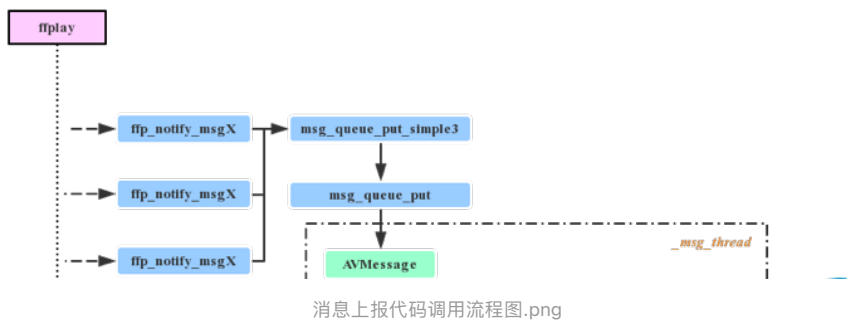 ffplay
ffp_notify_msgX
msg_queue_put_simple3
ffp_notify_msgX
msg_queue_put
_msg_thread
ffp_notify_msgX
AVMessage
消息上报代码调用流程图.png